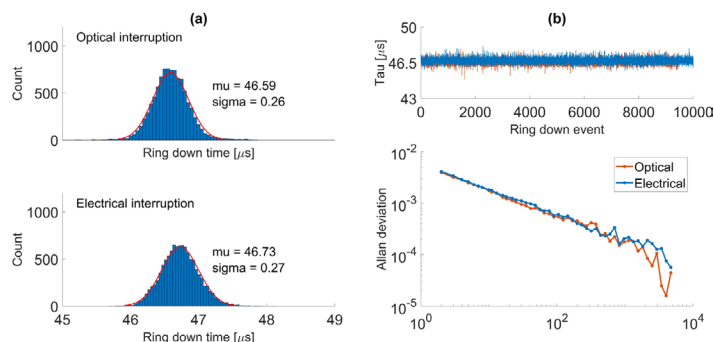 (a)
Optical interruption
1000
500
0
Count
mu = 46.59
sigma = 0.26
Ring down time [μs]
Electrical interruption
1000
500
0
Count
mu = 46.73
sigma = 0.27
45 46 47 48 49
Ring down time [μs]
(b)
50
46.5
43
Tau [μs]
0 2000 4000 6000 8000 10000
Ring down event
10-2
10-3
10-4
10-5
Allan deviation
Optical
Electrical
100 102 104